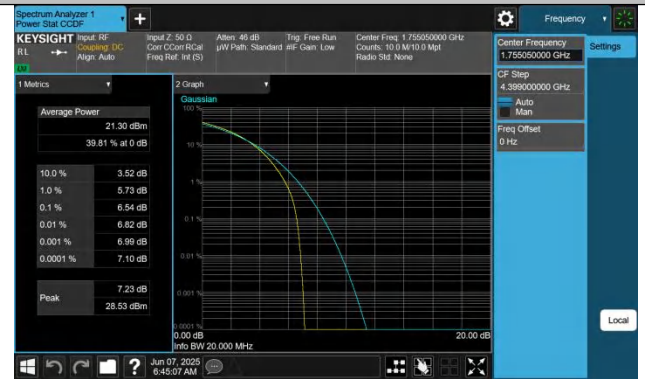 Spectrum Analyzer 1
Power Stat CCDF
Frequency
KEYSIGHT Input: RF Input Z: 50 Ω Atten: 46 dB Trig: Free Run Center Freq: 1.755050000 GHz
RL Coupling: DC Corr CCorr RCal µW Path: Standard #IF Gain: Low Counts: 10.0 M/10.0 Mpt
Align: Auto Freq Ref: Int (S) Radio Std: None
LXI
Center Frequency
1.755050000 GHz
Settings
CF Step
4.399000000 GHz
Auto
Man
Freq Offset
0 Hz
Local
1 Metrics
Average Power
21.30 dBm
39.81 % at 0 dB
10.0 % 3.52 dB
1.0 % 5.73 dB
0.1 % 6.54 dB
0.01 % 6.82 dB
0.001 % 6.99 dB
0.0001 % 7.10 dB
Peak 7.23 dB
28.53 dBm
2 Graph
Gaussian
100 %
10 %
1 %
0.1 %
0.01 %
0.001 %
0.0001 %
0.00 dB 20.00 dB
Info BW 20.000 MHz
? Jun 07, 2025
6:45:07 AM